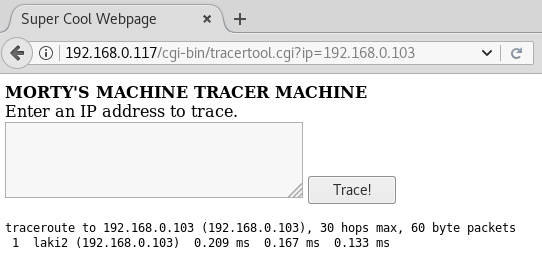 Super Cool Webpage
192.168.0.117/cgi-bin/tracertool.cgi?ip=192.168.0.103
MORTY'S MACHINE TRACER MACHINE
Enter an IP address to trace.
Trace!
traceroute to 192.168.0.103 (192.168.0.103), 30 hops max, 60 byte packets
1 laki2 (192.168.0.103) 0.209 ms 0.167 ms 0.133 ms